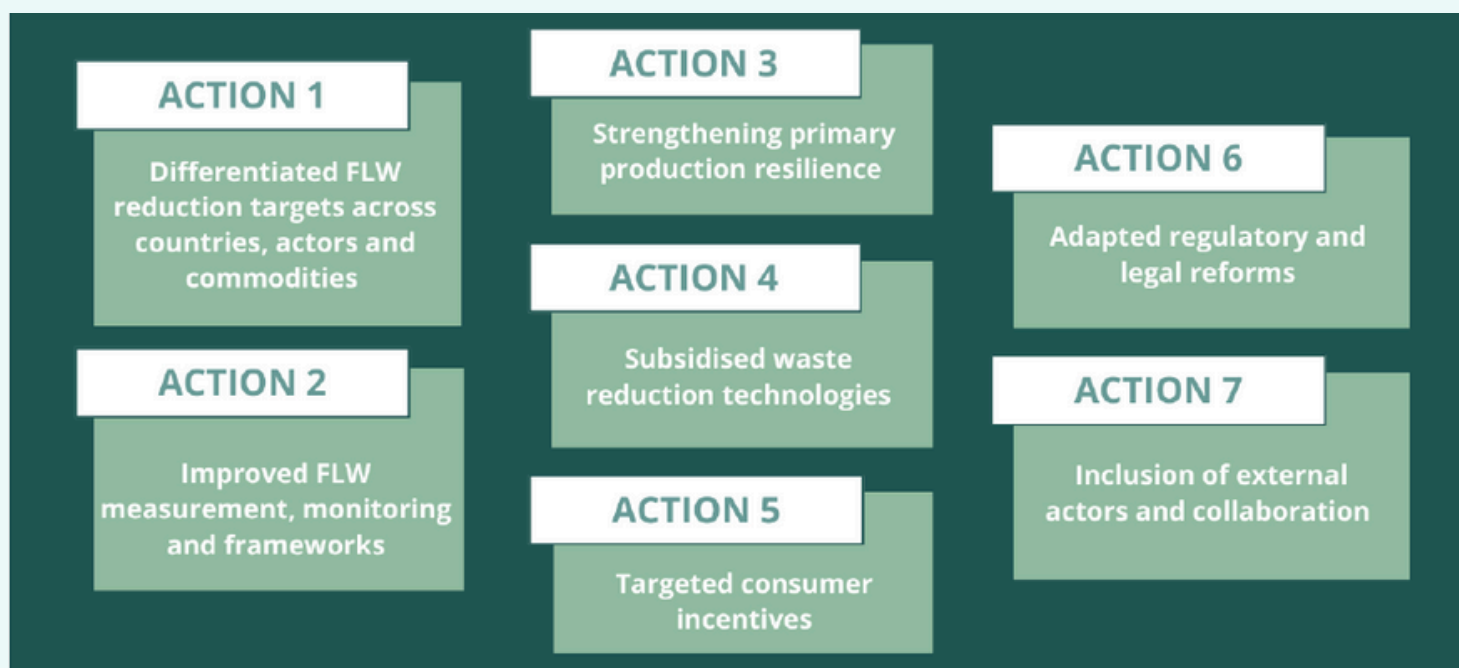 ACTION 1
Differentiated FLW
reduction targets across
countries, actors and
commodities
ACTION 2
Improved FLW
measurement, monitoring
and frameworks
ACTION 3
Strengthening primary
production resilience
ACTION 4
Subsidised waste
reduction technologies
ACTION 5
Targeted consumer
incentives
ACTION 6
Adapted regulatory and
legal reforms
ACTION 7
Inclusion of external
actors and collaboration